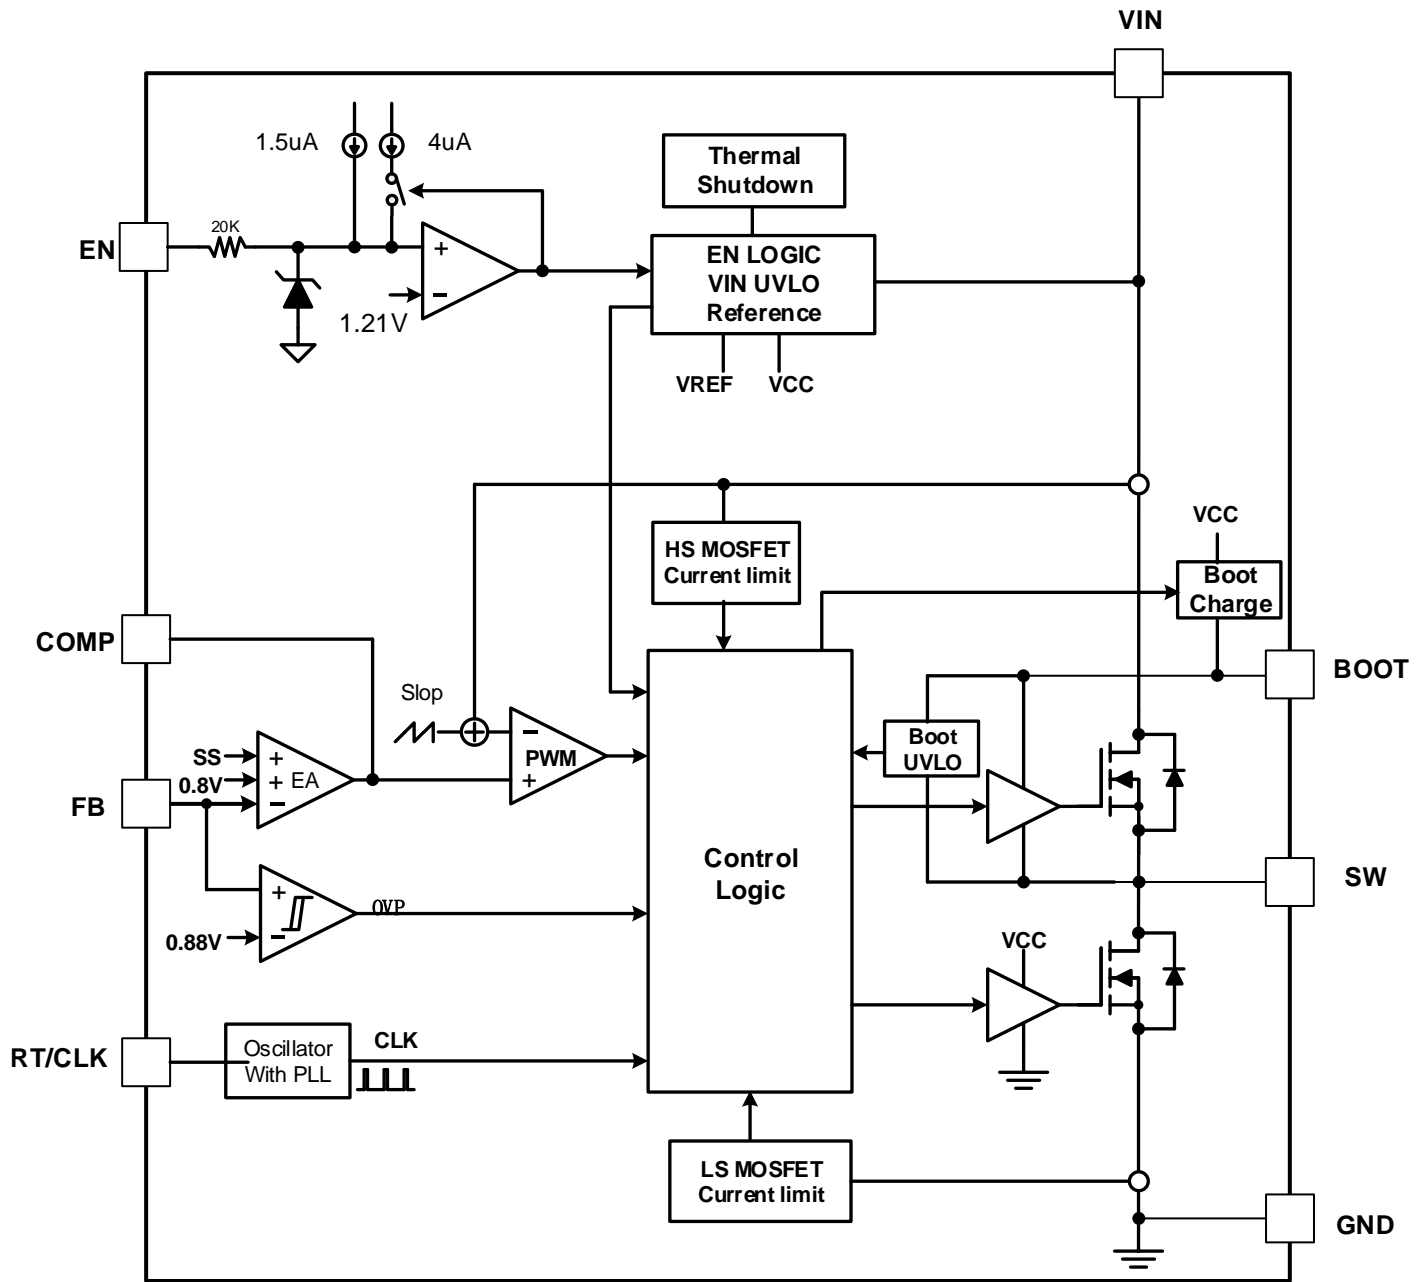 VIN
1.5uA
4uA
Thermal
Shutdown
20K
EN
+
EN LOGIC
VIN UVLO
Reference
−
1.21V
VREF
VCC
VCC
HS MOSFET
Current limit
Boot
Charge
COMP
BOOT
Slop
+
−
PWM
+
Boot
UVLO
SS
+
0.8V
+
EA
−
FB
Control
Logic
SW
+
OVP
0.88V
−
VCC
RT/CLK
Oscillator
With PLL
CLK
LS MOSFET
Current limit
GND